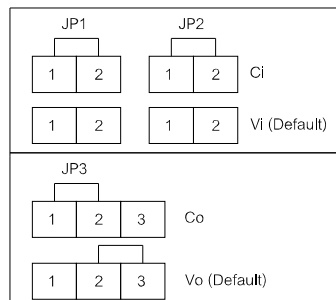 JP1 JP2
1 2 1 2 Ci
1 2 1 2 Vi (Default)
JP3
1 2 3 Co
1 2 3 Vo (Default)